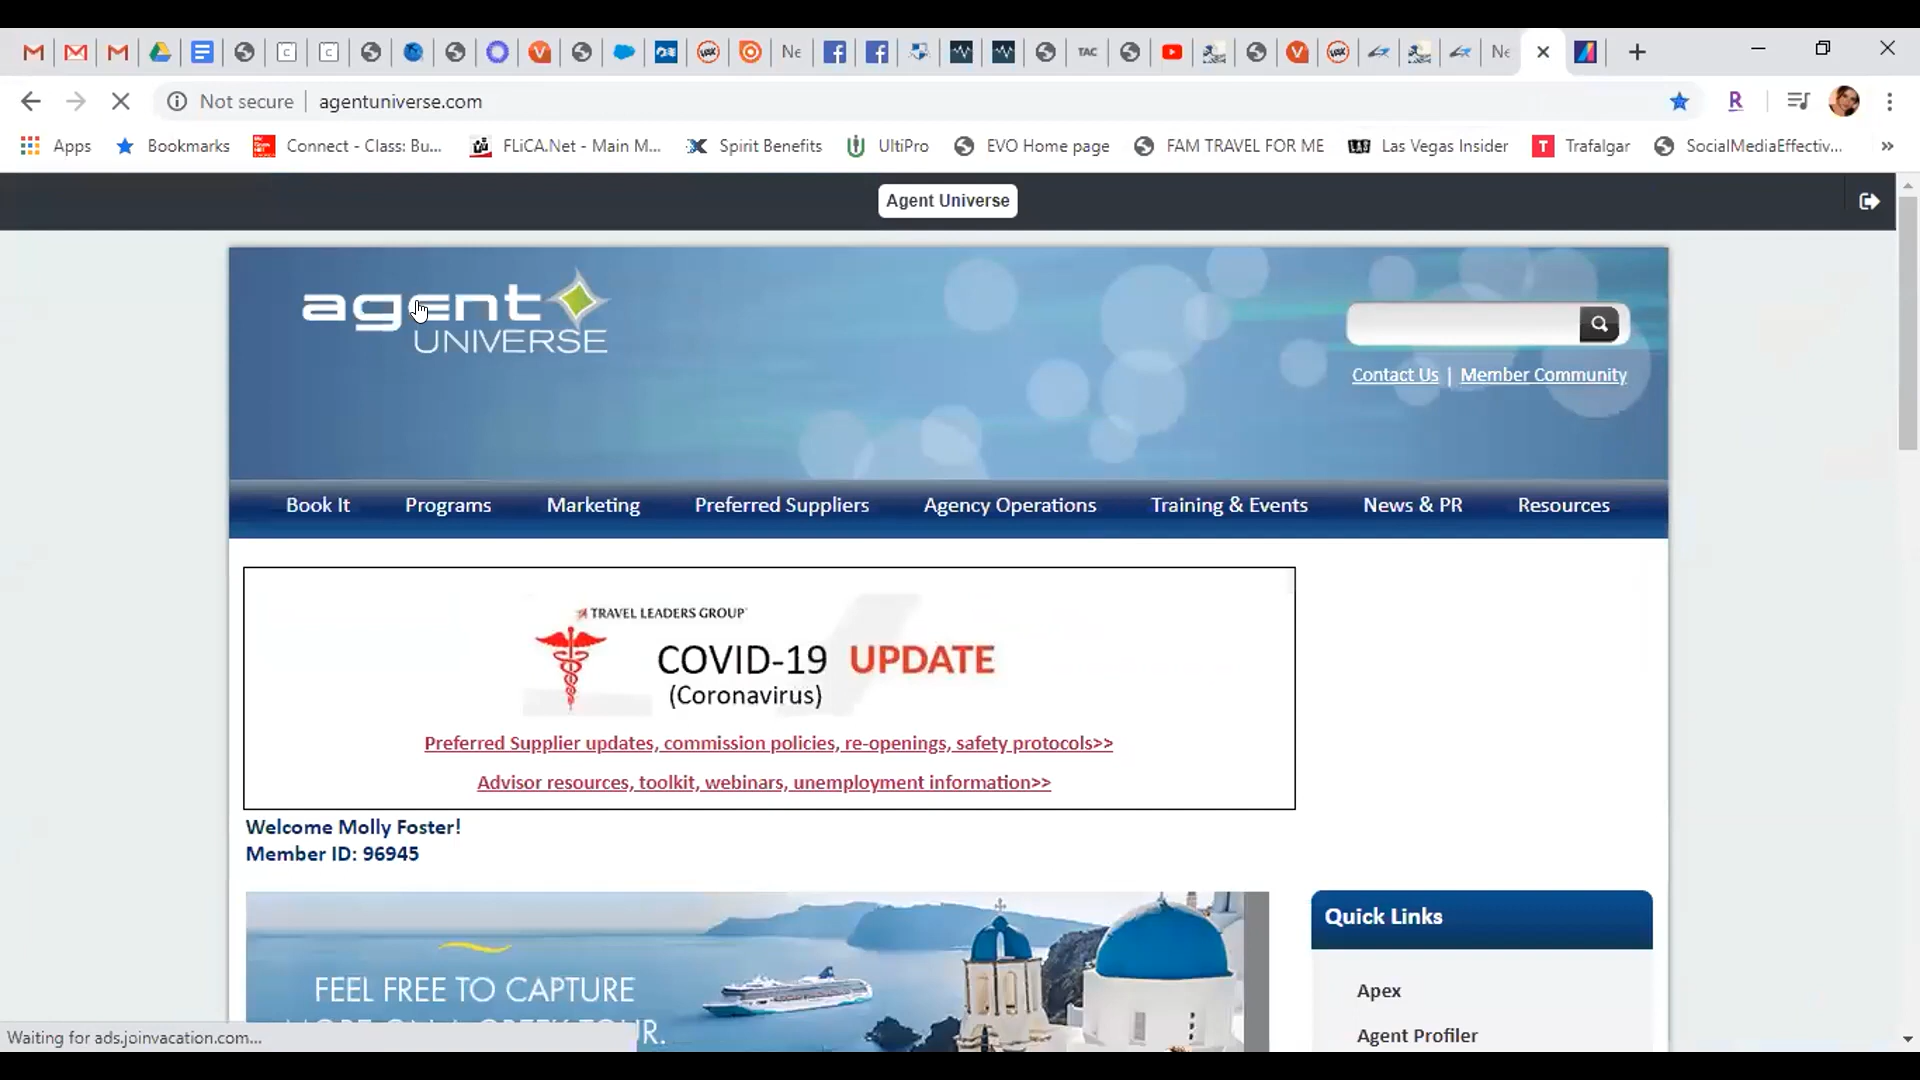 Ne
TAC
Ne
Not secure
agentuniverse.com
R
Apps
Bookmarks
Connect - Class: Bu...
FLiCA.Net - Main M...
Spirit Benefits
UltiPro
EVO Home page
FAM TRAVEL FOR ME
Las Vegas Insider
T
Trafalgar
SocialMediaEffectiv...
»
Agent Universe
agent
UNIVERSE
Contact Us | Member Community
Book It
Programs
Marketing
Preferred Suppliers
Agency Operations
Training & Events
News & PR
Resources
TRAVEL LEADERS GROUP
COVID-19 UPDATE
(Coronavirus)
Preferred Supplier updates, commission policies, re-openings, safety protocols>>
Advisor resources, toolkit, webinars, unemployment information>>
Welcome Molly Foster!
Member ID: 96945
FEEL FREE TO CAPTURE
Quick Links
Apex
Agent Profiler
Waiting for ads.joinvacation.com...